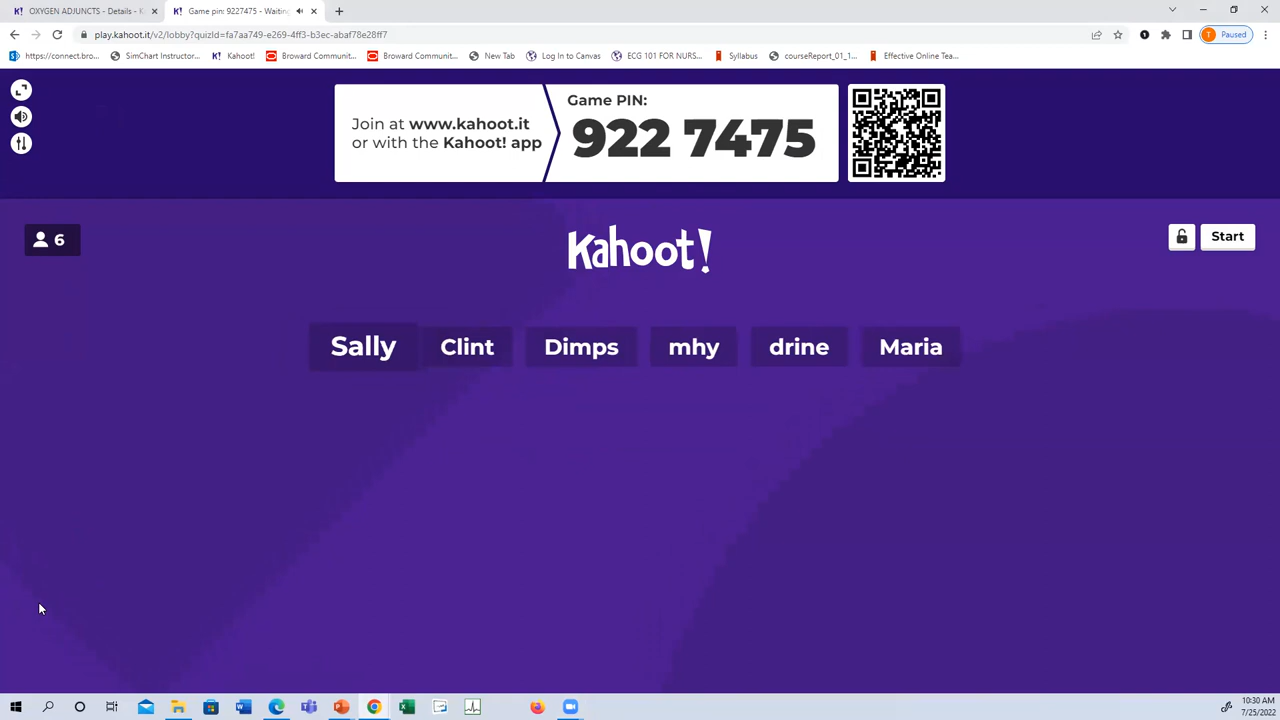 OXYGEN ADJUNCTS - Details - K
Game pin: 9227475 - Waiting
play.kahoot.it/v2/lobby?quizId=fa7aa749-e269-4ff3-b3ec-abaf78e28ff7
Paused
https://connect.bro...
SimChart Instructor...
Kahoot!
Broward Communit...
Broward Communit...
New Tab
Log In to Canvas
ECG 101 FOR NURS...
Syllabus
courseReport_01_1...
Effective Online Tea...
Join at www.kahoot.it
or with the Kahoot! app
Game PIN:
922 7475
6
Kahoot!
Start
Sally
Clint
Dimps
mhy
drine
Maria
10:30 AM
7/25/2022